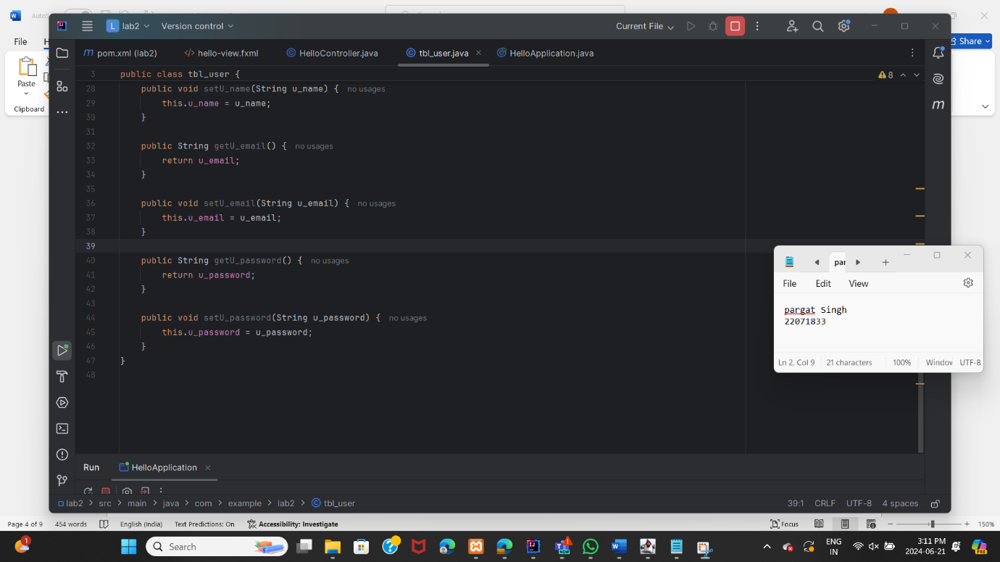 File
Share
Paste
Clipboard
L lab2
Version control
Current File
m pom.xml (lab2)
</> hello-view.fxml
HelloController.java
tbl_user.java
HelloApplication.java
3 public class tbl_user {
8
28 public void setU_name(String u_name) { no usages
29 this.u_name = u_name;
30 }
31
32 public String getU_email() { no usages
33 return u_email;
34 }
35
36 public void setU_email(String u_email) { no usages
37 this.u_email = u_email;
38 }
39
40 public String getU_password() { no usages
41 return u_password;
42 }
43
44 public void setU_password(String u_password) { no usages
45 this.u_password = u_password;
46 }
47 }
48
par
File Edit View
pargat Singh
22071833
Ln 2, Col 9 21 characters 100% Window UTF-8
Run HelloApplication
lab2 > src > main > java > com > example > lab2 > tbl_user
39:1 CRLF UTF-8 4 spaces
Page 4 of 9 454 words English (India) Text Predictions: On Accessibility: Investigate Focus 150%
1
Search
ENG
IN
3:11 PM
2024-06-21